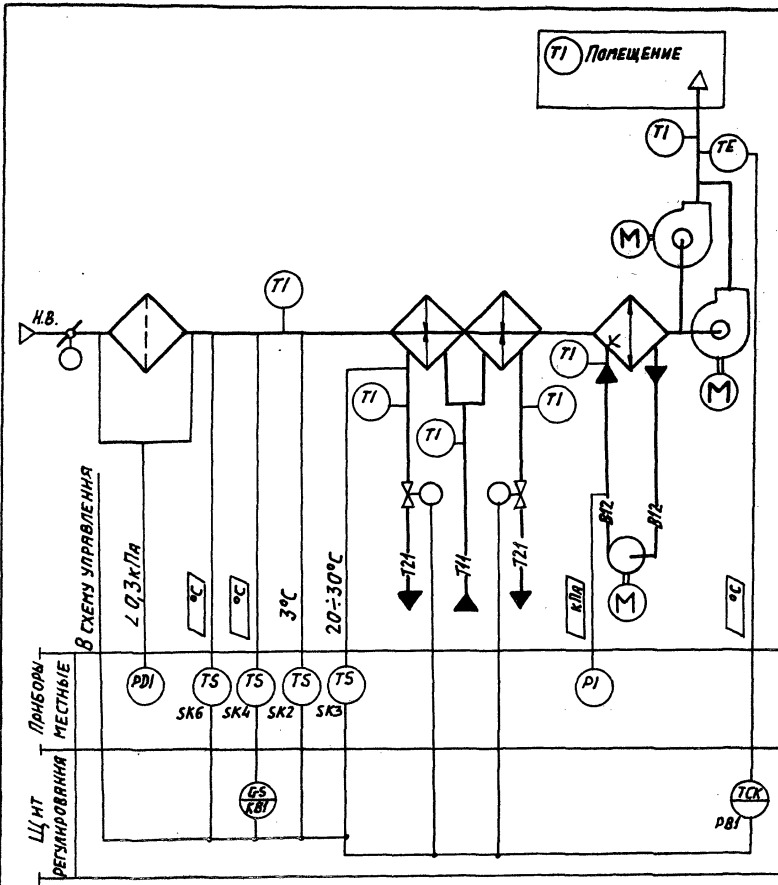 TI ПОМЕЩЕНИЕ
TI
TE
M
TI
Н.В.
M
TI
TI
TI
TI
В СХЕМУ УПРАВЛЕНИЯ
<0,3кПа
°C
°C
3°C
20÷30°C
T21
T11
T21
кПа
B12
B12
M
°C
ПРИБОРЫ МЕСТНЫЕ
PDI
TS
TS
TS
TS
PI
SK6
SK4
SK2
SK3
ЩИТ РЕГУЛИРОВАНИЯ
GS
KB1
TCK
PB1